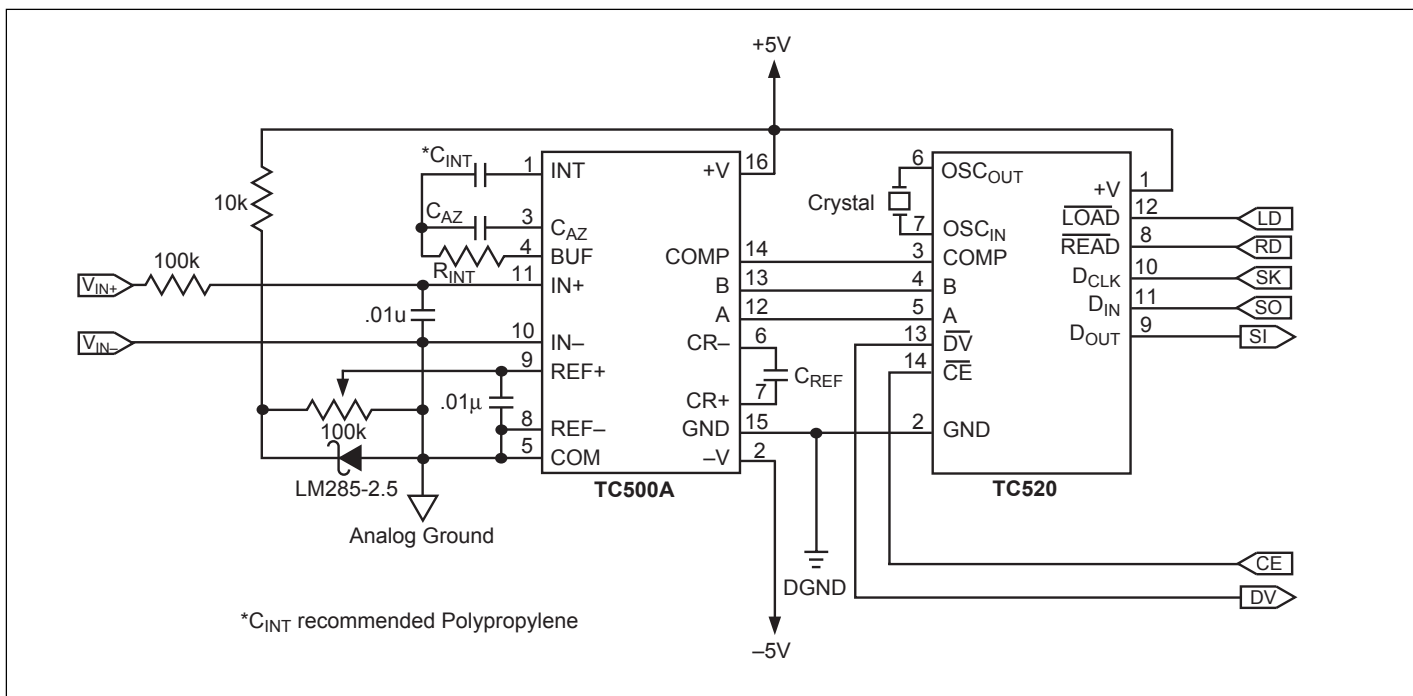 +5V
*C_INT
1
INT
+V
16
6
OSC_OUT
+V
1
10k
C_AZ
3
C_AZ
Crystal
LOAD
12
LD
4
BUF
7
OSC_IN
READ
8
RD
100k
R_INT
COMP
14
3
COMP
D_CLK
10
SK
V_IN+
11
IN+
B
13
4
B
D_IN
11
SO
.01u
A
12
5
A
D_OUT
9
SI
V_IN–
10
IN–
CR–
6
13
DV
9
REF+
C_REF
14
CE
.01µ
CR+
7
100k
8
REF–
GND
15
2
GND
5
COM
–V
2
LM285-2.5
TC500A
TC520
Analog Ground
DGND
CE
DV
*C_INT recommended Polypropylene
–5V